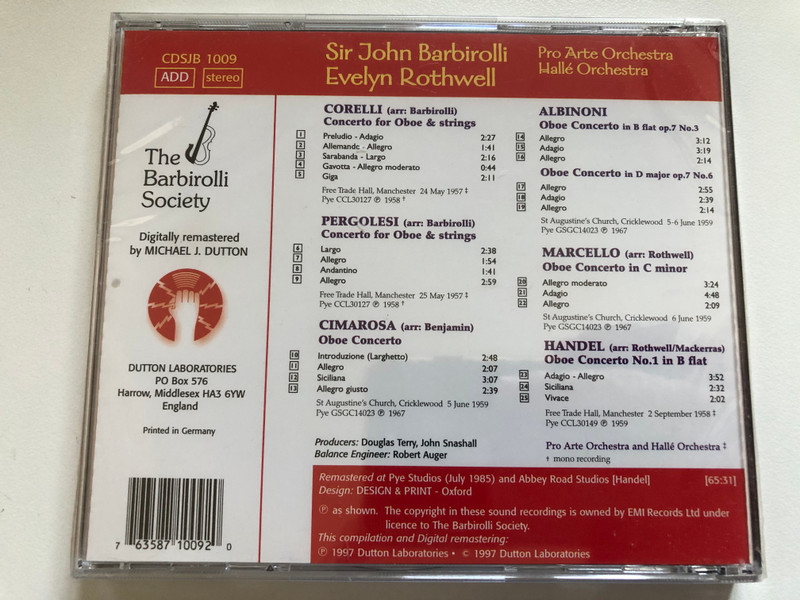 CDSJB 1009
ADD stereo
Sir John Barbirolli
Evelyn Rothwell
Pro Arte Orchestra
Hallé Orchestra
The
Barbirolli
Society
Digitally remastered
by MICHAEL J. DUTTON
DUTTON LABORATORIES
PO Box 576
Harrow, Middlesex HA3 6YW
England
Printed in Germany
7 63587 10092 0
CORELLI (arr: Barbirolli)
Concerto for Oboe & strings
1 Preludio - Adagio 2:27
2 Allemande - Allegro 1:41
3 Sarabanda - Largo 2:16
4 Gavotta - Allegro moderato 0:44
5 Giga 2:11
Free Trade Hall, Manchester 24 May 1957 ‡
Pye CCL30127 ℗ 1958 †
PERGOLESI (arr: Barbirolli)
Concerto for Oboe & strings
6 Largo 2:38
7 Allegro 1:54
8 Andantino 1:41
9 Allegro 2:59
Free Trade Hall, Manchester 25 May 1957 ‡
Pye CCL30127 ℗ 1958 †
CIMAROSA (arr: Benjamin)
Oboe Concerto
10 Introduzione (Larghetto) 2:48
11 Allegro 2:07
12 Siciliana 3:07
13 Allegro giusto 2:39
St Augustine's Church, Cricklewood 5 June 1959
Pye GSGC14023 ℗ 1967
ALBINONI
Oboe Concerto in B flat op.7 No.3
14 Allegro 3:12
15 Adagio 3:19
16 Allegro 2:14
Oboe Concerto in D major op.7 No.6
17 Allegro 2:55
18 Adagio 2:39
19 Allegro 2:14
St Augustine's Church, Cricklewood 5-6 June 1959
Pye GSGC14023 ℗ 1967
MARCELLO (arr: Rothwell)
Oboe Concerto in C minor
20 Allegro moderato 3:24
21 Adagio 4:48
22 Allegro 2:09
St Augustine's Church, Cricklewood 6 June 1959
Pye GSGC14023 ℗ 1967
HANDEL (arr: Rothwell/Mackerras)
Oboe Concerto No.1 in B flat
23 Adagio - Allegro 3:52
24 Siciliana 2:32
25 Vivace 2:02
Free Trade Hall, Manchester 2 September 1958 ‡
Pye CCL30149 ℗ 1959
Producers: Douglas Terry, John Snashall
Balance Engineer: Robert Auger
Pro Arte Orchestra and Hallé Orchestra ‡
† mono recording
Remastered at Pye Studios (July 1985) and Abbey Road Studios [Handel] [65:31]
Design: DESIGN & PRINT - Oxford
℗ as shown. The copyright in these sound recordings is owned by EMI Records Ltd under
licence to The Barbirolli Society.
This compilation and Digital remastering:
℗ 1997 Dutton Laboratories • © 1997 Dutton Laboratories